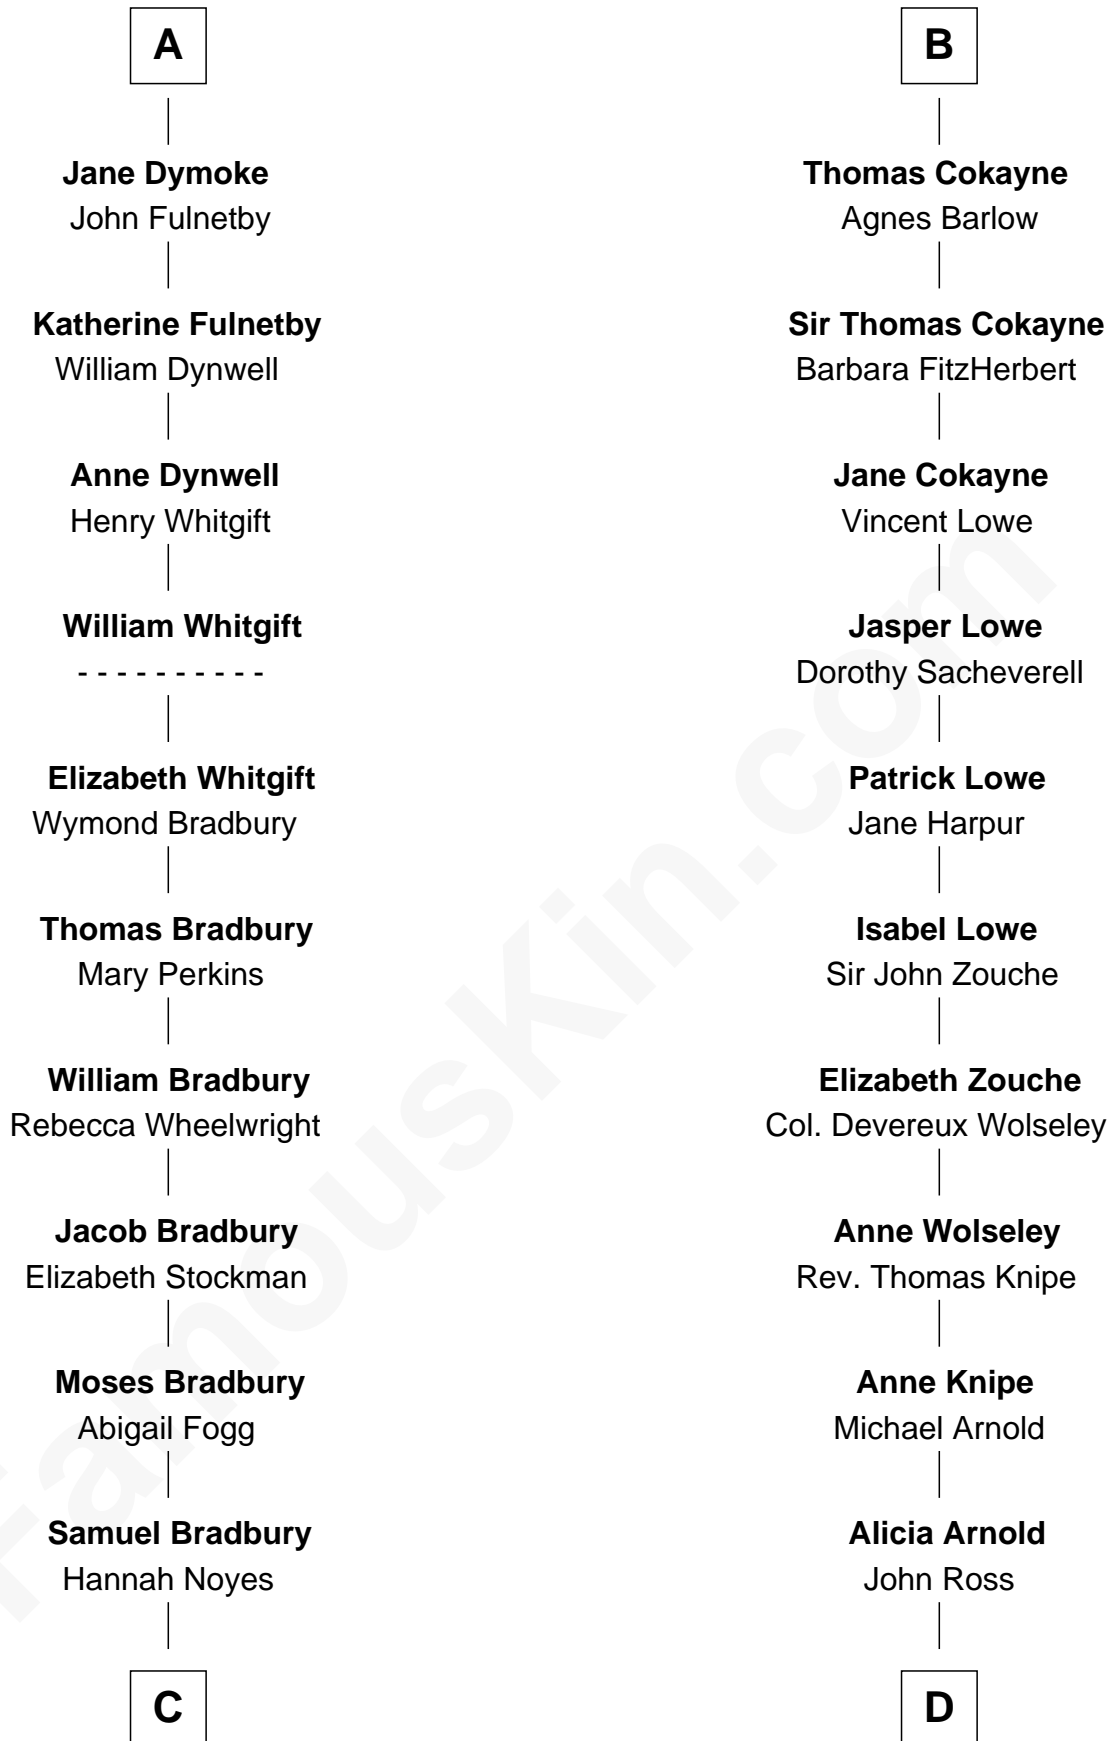 A
Jane Dymoke
John Fulnetby
Katherine Fulnetby
William Dynwell
Anne Dynwell
Henry Whitgift
William Whitgift
- - - - - - - - - -
Elizabeth Whitgift
Wymond Bradbury
Thomas Bradbury
Mary Perkins
William Bradbury
Rebecca Wheelwright
Jacob Bradbury
Elizabeth Stockman
Moses Bradbury
Abigail Fogg
Samuel Bradbury
Hannah Noyes
C
B
Thomas Cokayne
Agnes Barlow
Sir Thomas Cokayne
Barbara FitzHerbert
Jane Cokayne
Vincent Lowe
Jasper Lowe
Dorothy Sacheverell
Patrick Lowe
Jane Harpur
Isabel Lowe
Sir John Zouche
Elizabeth Zouche
Col. Devereux Wolseley
Anne Wolseley
Rev. Thomas Knipe
Anne Knipe
Michael Arnold
Alicia Arnold
John Ross
D
FamousKin.com